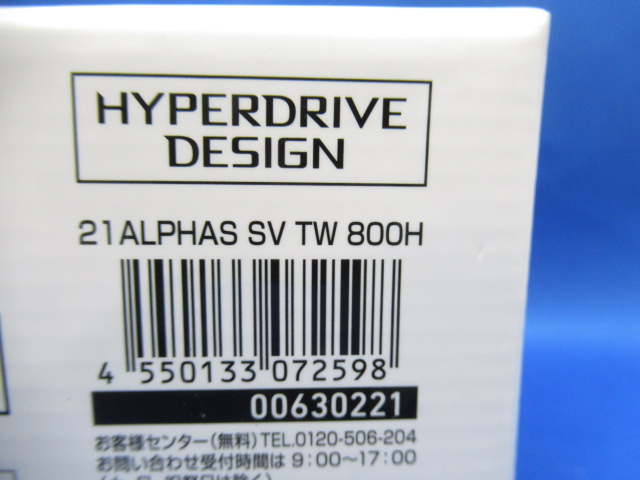 HYPERDRIVE
DESIGN
21ALPHAS SV TW 800H
4 550133 072598
00630221
お客様センター(無料)TEL.0120-506-204
お問い合わせ受付時間は 9:00〜17:00